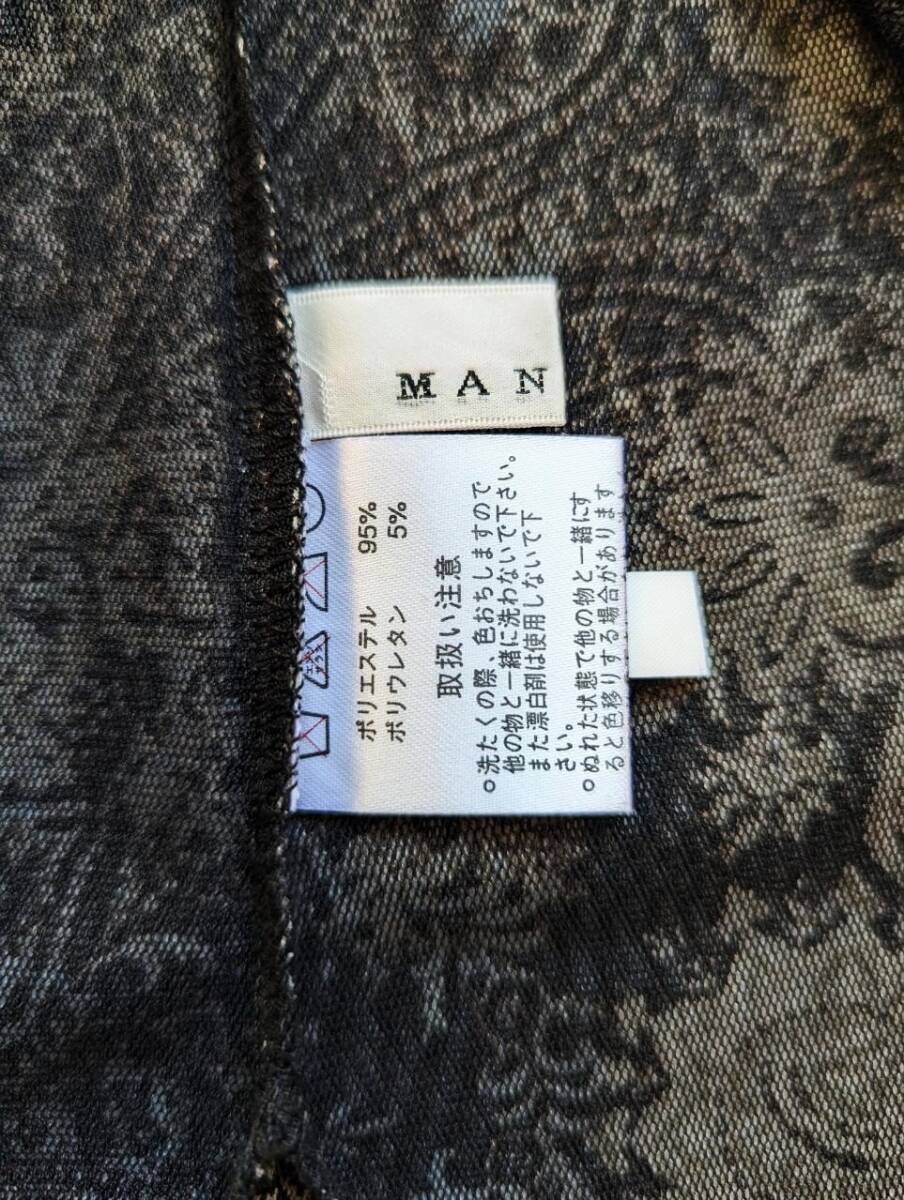 MAN
ポリエステル 95%
ポリウレタン 5%
取扱い注意
○洗たくの際、色おちしますので
他の物と一緒に洗わないで下さい。
また漂白剤は使用しないで下
さい。
○ぬれた状態で他の物と一緒にす
ると色移りする場合があります